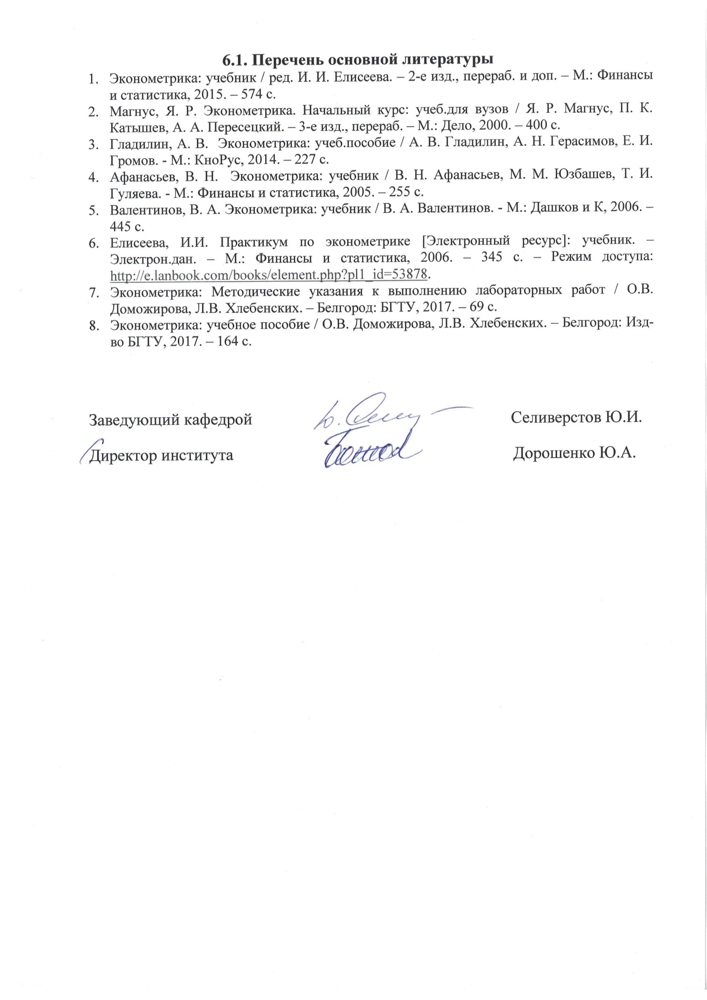 6.1. Перечень основной литературы
1. Эконометрика: учебник / ред. И. И. Елисеева. – 2-е изд., перераб. и доп. – М.: Финансы
и статистика, 2015. – 574 с.
2. Магнус, Я. Р. Эконометрика. Начальный курс: учеб.для вузов / Я. Р. Магнус, П. К.
Катышев, А. А. Пересецкий. – 3-е изд., перераб. – М.: Дело, 2000. – 400 с.
3. Гладилин, А. В. Эконометрика: учеб.пособие / А. В. Гладилин, А. Н. Герасимов, Е. И.
Громов. - М.: КноРус, 2014. – 227 с.
4. Афанасьев, В. Н. Эконометрика: учебник / В. Н. Афанасьев, М. М. Юзбашев, Т. И.
Гуляева. - М.: Финансы и статистика, 2005. – 255 с.
5. Валентинов, В. А. Эконометрика: учебник / В. А. Валентинов. - М.: Дашков и К, 2006. –
445 с.
6. Елисеева, И.И. Практикум по эконометрике [Электронный ресурс]: учебник. –
Электрон.дан. – М.: Финансы и статистика, 2006. – 345 с. – Режим доступа:
http://e.lanbook.com/books/element.php?pl1_id=53878.
7. Эконометрика: Методические указания к выполнению лабораторных работ / О.В.
Доможирова, Л.В. Хлебенских. – Белгород: БГТУ, 2017. – 69 с.
8. Эконометрика: учебное пособие / О.В. Доможирова, Л.В. Хлебенских. – Белгород: Изд-
во БГТУ, 2017. – 164 с.
Заведующий кафедрой Селиверстов Ю.И.
Директор института Дорошенко Ю.А.